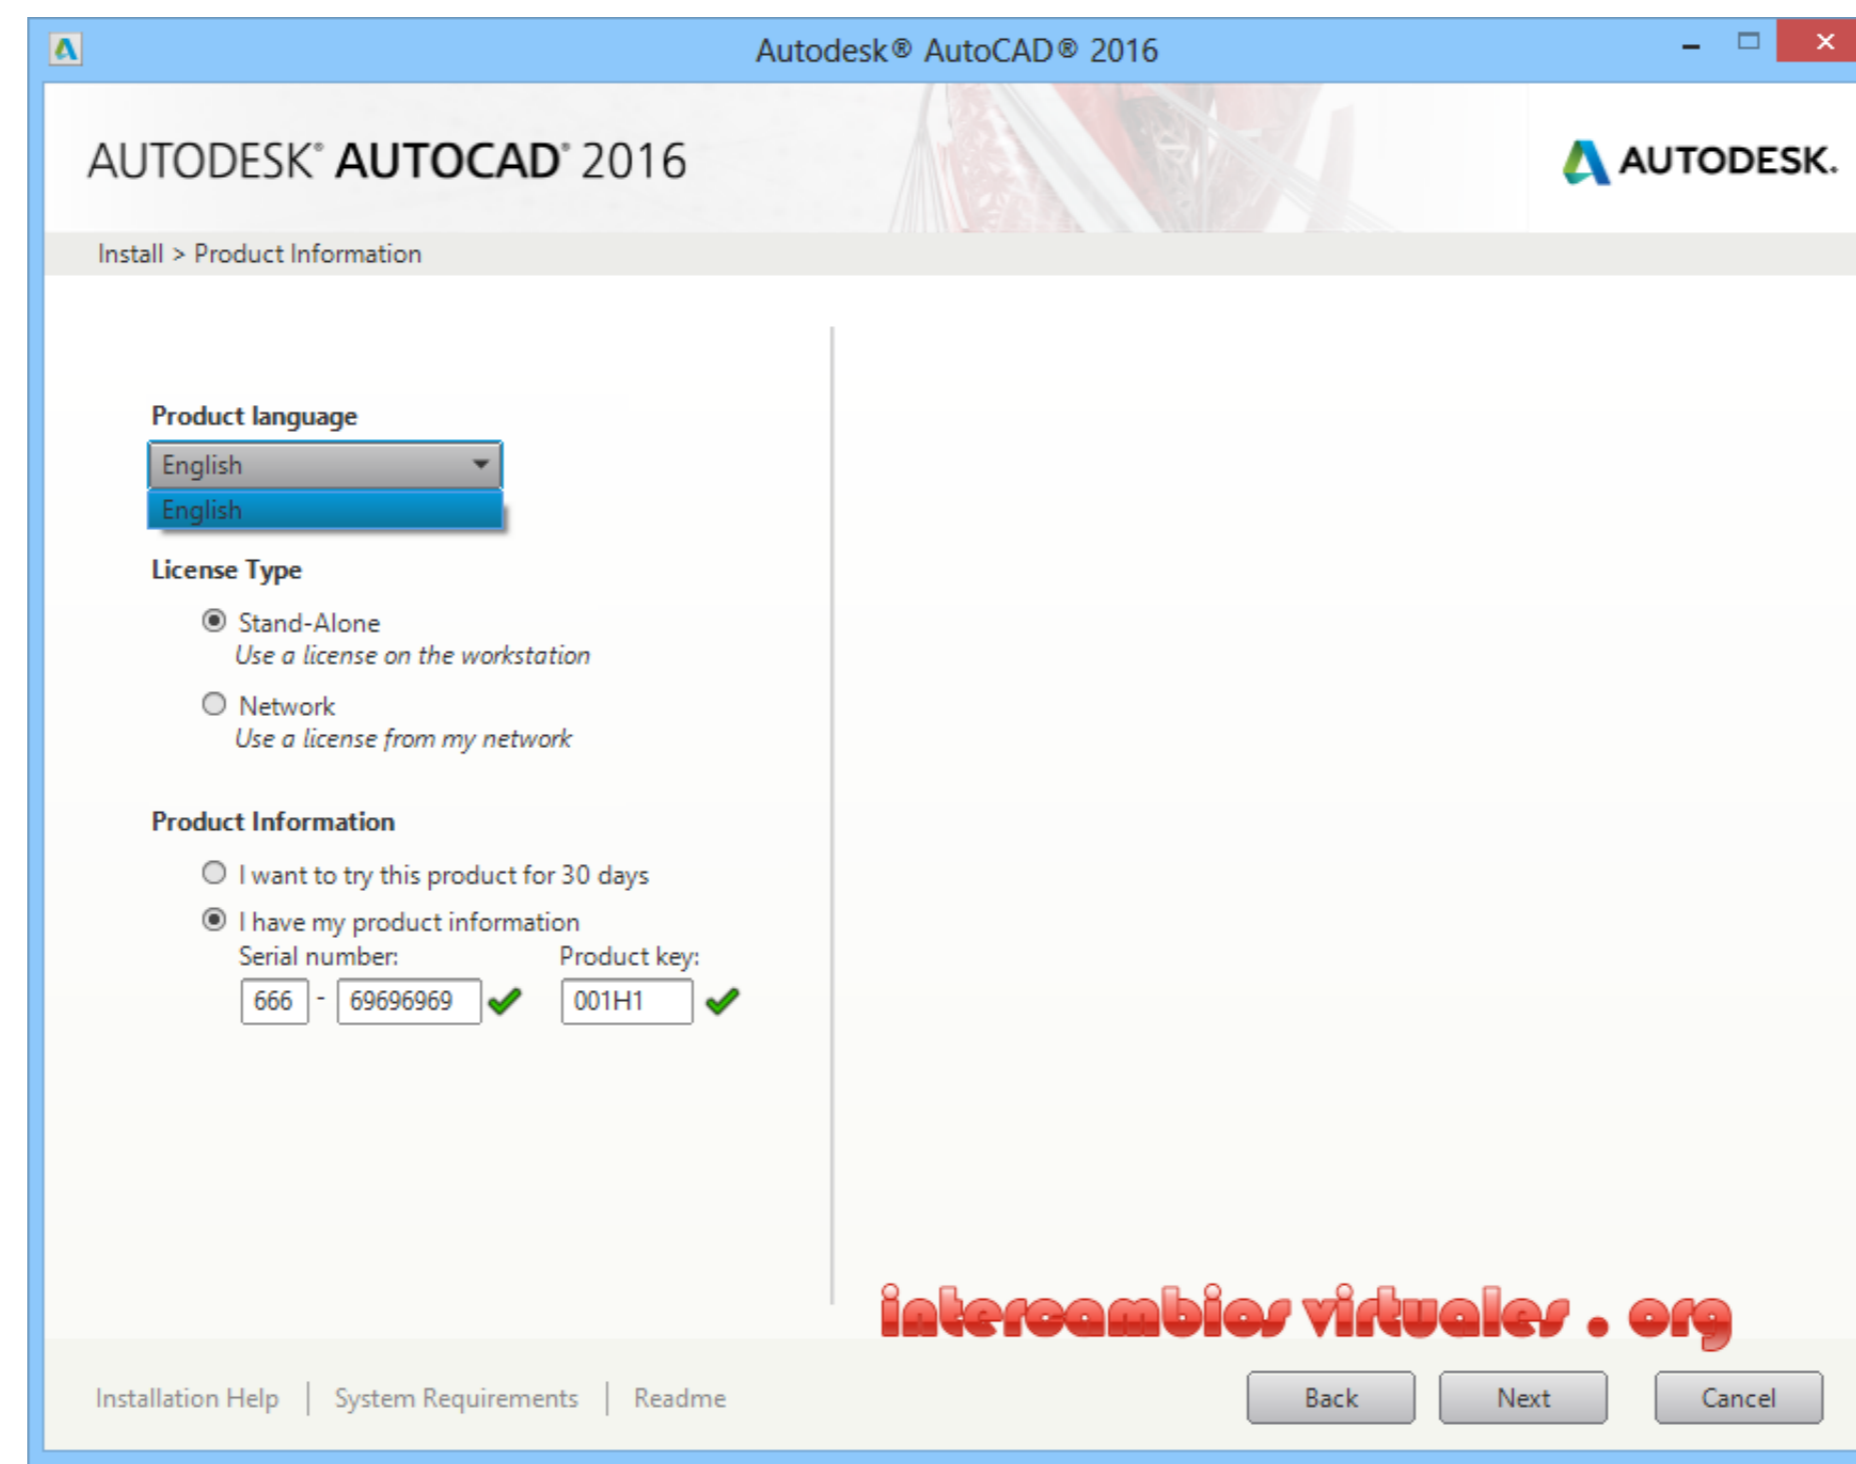 Autodesk® AutoCAD® 2016
AUTODESK® AUTOCAD® 2016
AUTODESK.
Install > Product Information
Product language
English
English
License Type
Stand-Alone
Use a license on the workstation
Network
Use a license from my network
Product Information
I want to try this product for 30 days
I have my product information
Serial number: Product key:
666 - 69696969 001H1
intercambios virtuales . org
Installation Help | System Requirements | Readme Back Next Cancel